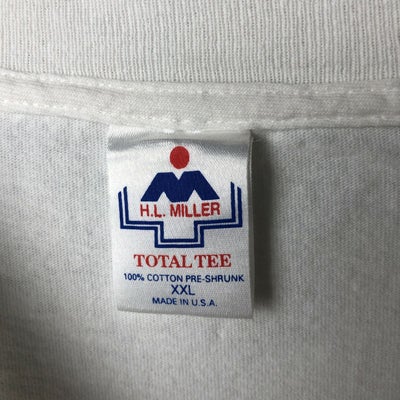 H.L. MILLER
TOTAL TEE
100% COTTON PRE-SHRUNK
XXL
MADE IN U.S.A.